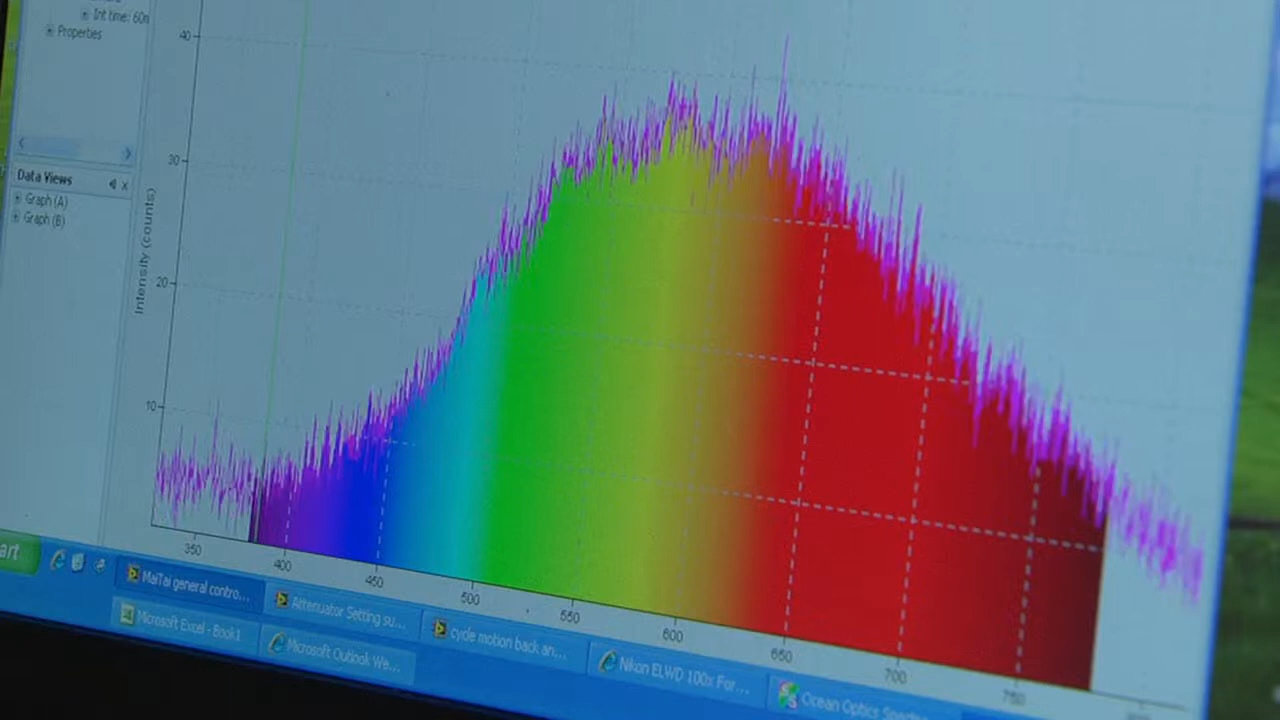 Int time: 60m
Properties
Data Views
Graph (A)
Graph (B)
Intensity (counts)
40
30
20
10
350
400
450
500
550
600
650
700
750
art
MaiTai general contro...
Attenuator Setting su...
cycle motion back an...
Nikon ELWD 100x For...
Ocean Optics
Microsoft Excel - Book1
Microsoft Outlook We...